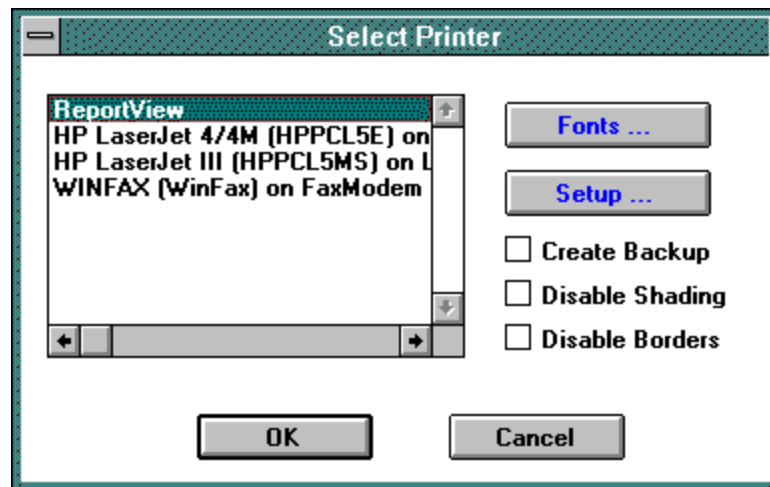 Select Printer
ReportView
HP LaserJet 4/4M (HPPCL5E) on
HP LaserJet III (HPPCL5MS) on L
WINFAX (WinFax) on FaxModem
Fonts ...
Setup ...
Create Backup
Disable Shading
Disable Borders
OK
Cancel